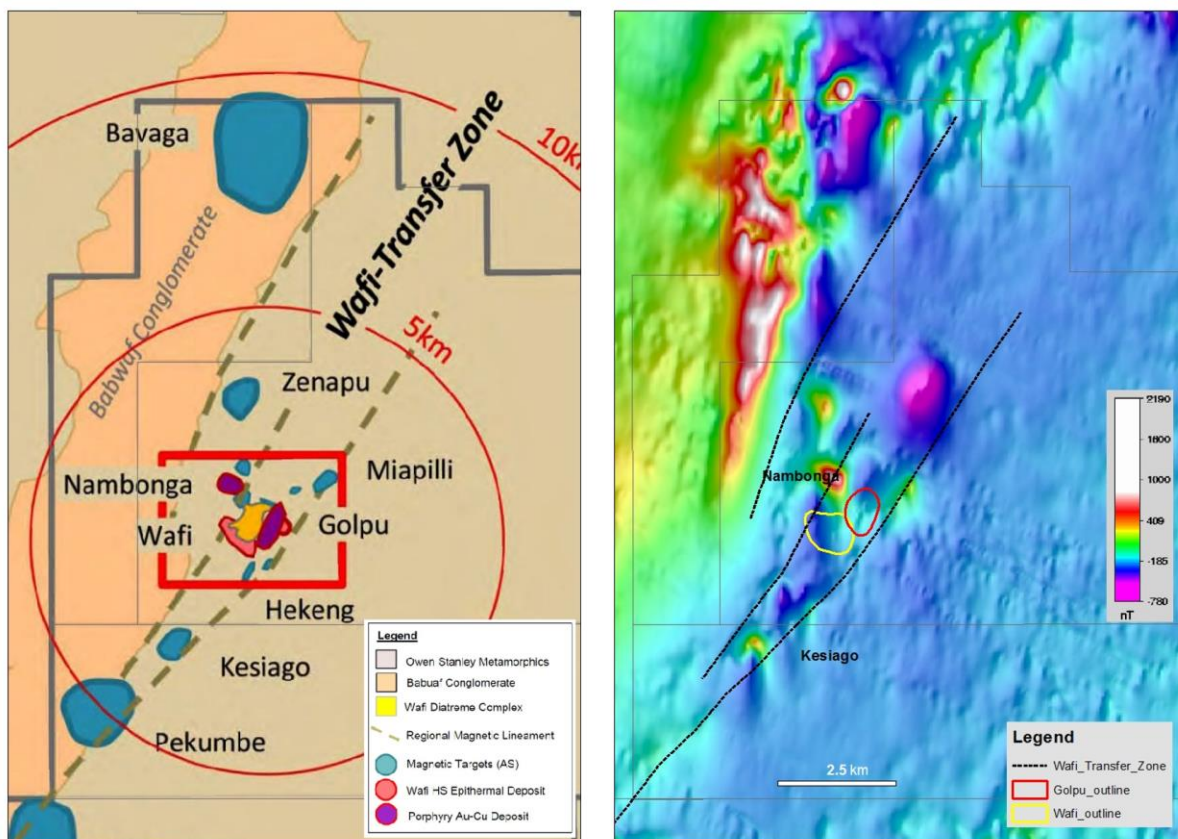 Bavaga
Wafi-Transfer Zone
10km
Babwaf Conglomerate
5km
Zenapu
Miapilli
Nambonga
Wafi
Golpu
Hekeng
Kesiago
Pekumbe
Legend
Owen Stanley Metamorphics
Babuaf Conglomerate
Wafi Diatreme Complex
Regional Magnetic Lineament
Magnetic Targets (AS)
Wafi HS Epithermal Deposit
Porphyry Au-Cu Deposit
Nambonga
Kesiago
2190
1600
1000
409
-185
-780
nT
2.5 km
Legend
Wafi_Transfer_Zone
Golpu_outline
Wafi_outline